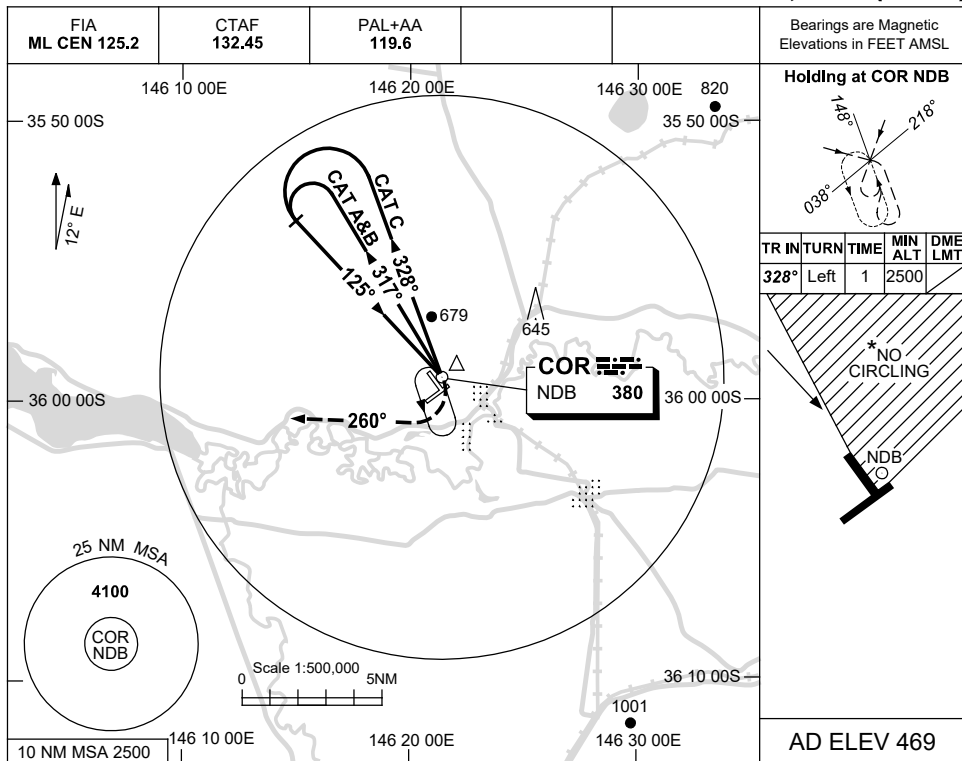 FIA
ML CEN 125.2
CTAF
132.45
PAL+AA
119.6
Bearings are Magnetic
Elevations in FEET AMSL
146 10 00E
146 20 00E
146 30 00E
820
35 50 00S
35 50 00S
12° E
CAT C
CAT A&B
328°
317°
125°
679
645
COR
NDB 380
36 00 00S
36 00 00S
260°
25 NM MSA
4100
COR
NDB
Scale 1:500,000
0 5NM
36 10 00S
1001
146 10 00E
146 20 00E
146 30 00E
10 NM MSA 2500
Holding at COR NDB
148°
218°
038°
TR IN TURN TIME MIN ALT DME LMT
328° Left 1 2500
*NO
CIRCLING
NDB
AD ELEV 469